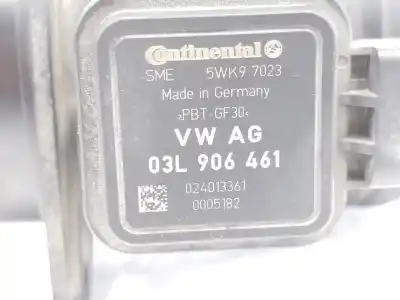 Continental
SME 5WK9 7023
Made in Germany
>PBT-GF30<
VW AG
03L 906 461
024013361
0005182